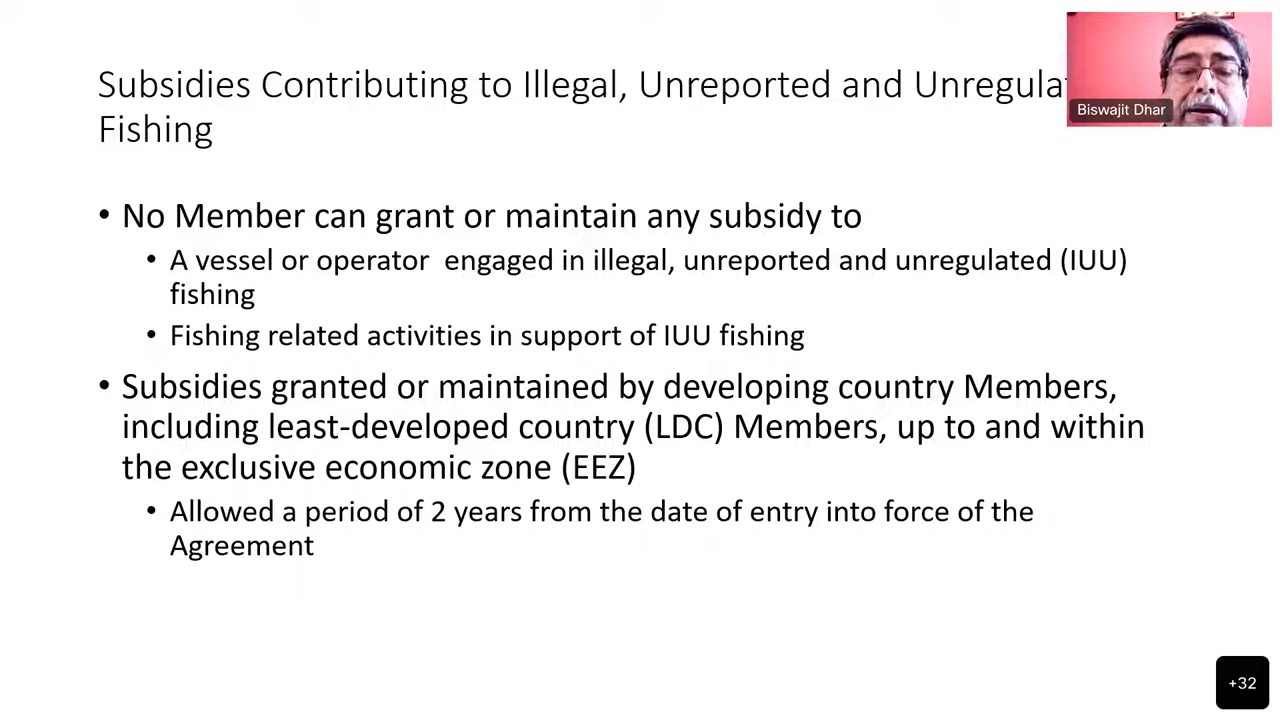 Subsidies Contributing to Illegal, Unreported and Unregula
Fishing
Biswajit Dhar
• No Member can grant or maintain any subsidy to
• A vessel or operator engaged in illegal, unreported and unregulated (IUU)
fishing
• Fishing related activities in support of IUU fishing
• Subsidies granted or maintained by developing country Members,
including least-developed country (LDC) Members, up to and within
the exclusive economic zone (EEZ)
• Allowed a period of 2 years from the date of entry into force of the
Agreement
+32